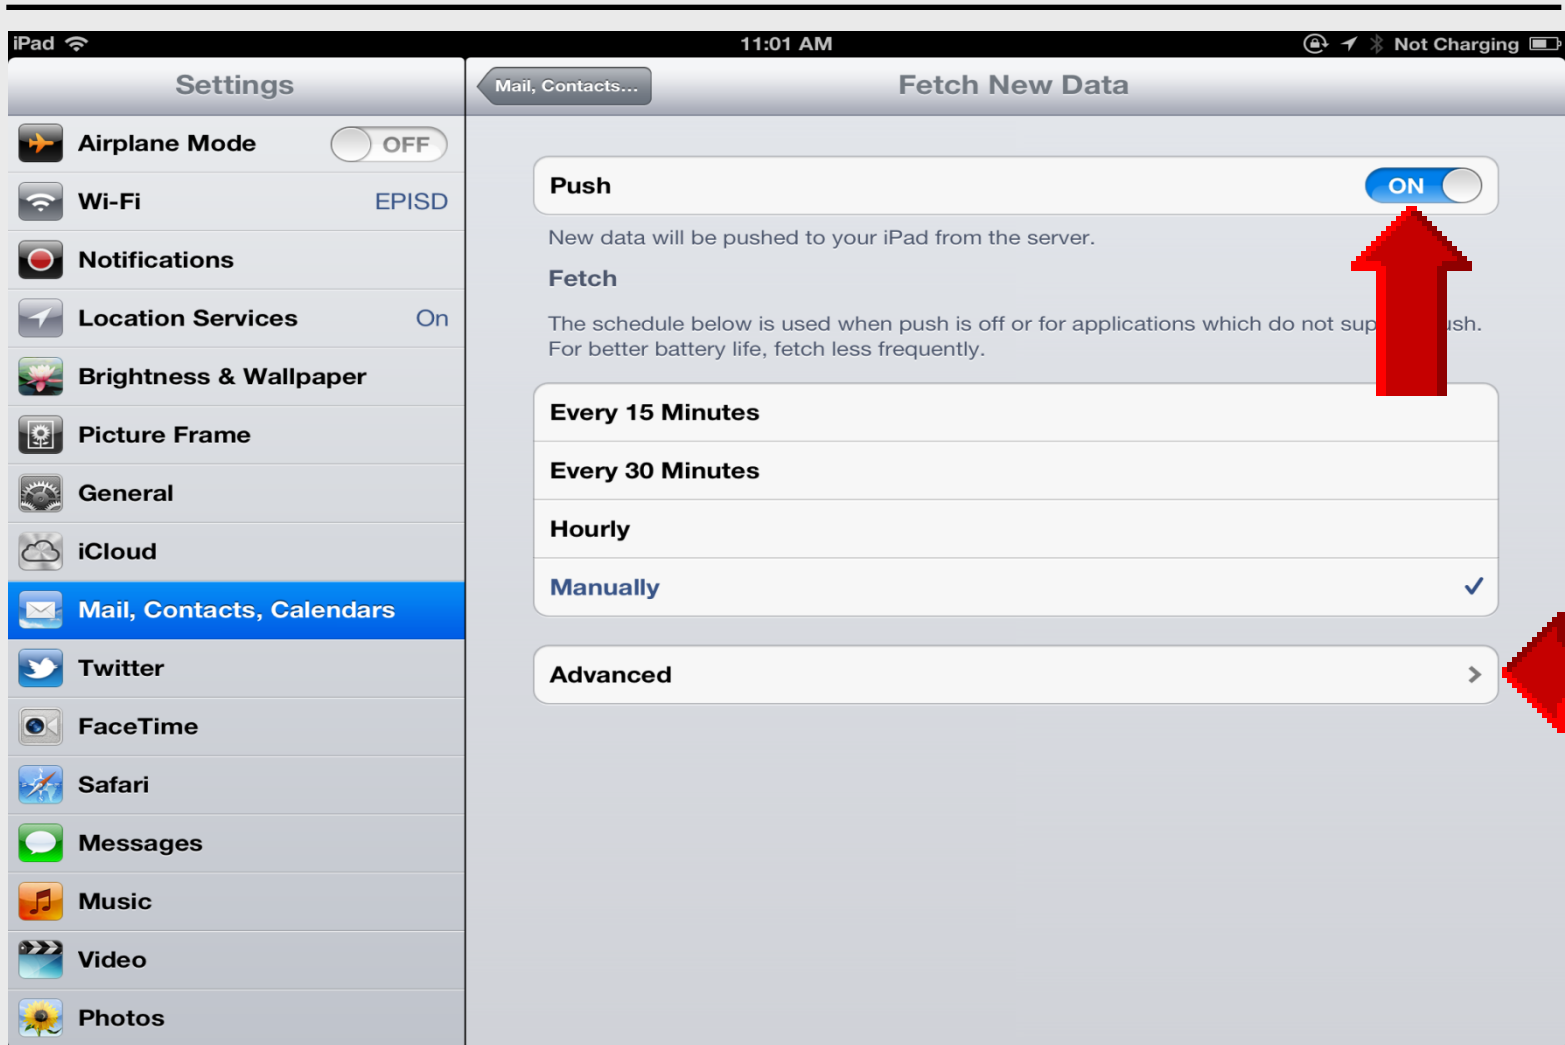 iPad 11:01 AM Not Charging
Settings
Mail, Contacts... Fetch New Data
Airplane Mode OFF
Wi-Fi EPISD
Notifications
Location Services On
Brightness & Wallpaper
Picture Frame
General
iCloud
Mail, Contacts, Calendars
Twitter
FaceTime
Safari
Messages
Music
Video
Photos
Push ON
New data will be pushed to your iPad from the server.
Fetch
The schedule below is used when push is off or for applications which do not
For better battery life, fetch less frequently.
Every 15 Minutes
Every 30 Minutes
Hourly
Manually
Advanced